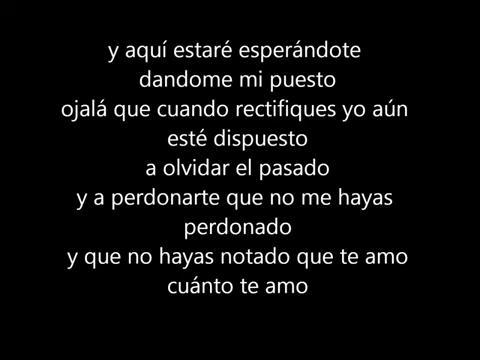 y aquí estaré esperándote
dandome mi puesto
ojalá que cuando rectifiques yo aún
esté dispuesto
a olvidar el pasado
y a perdonarte que no me hayas
perdonado
y que no hayas notado que te amo
cuánto te amo